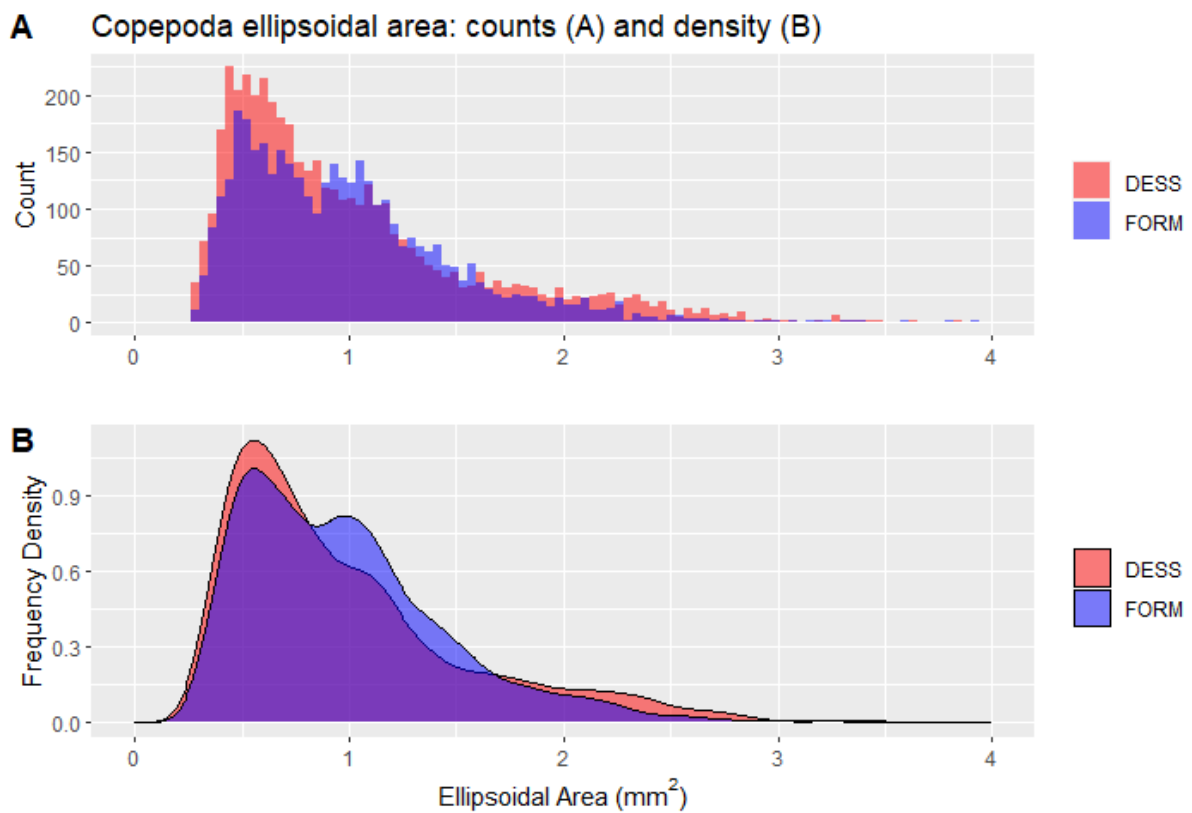 A Copepoda ellipsoidal area: counts (A) and density (B)
Count
200
150
100
50
0
0 1 2 3 4
DESS
FORM
B
Frequency Density
0.9
0.6
0.3
0.0
0 1 2 3 4
Ellipsoidal Area (mm²)
DESS
FORM